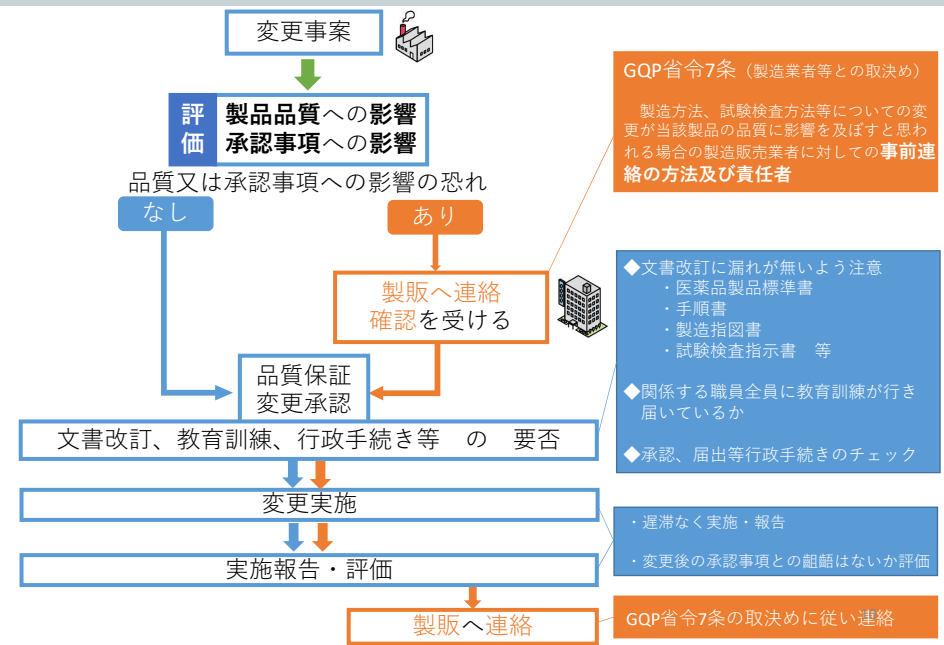 変更事案
評価
製品品質への影響
承認事項への影響
品質又は承認事項への影響の恐れ
なし
あり
製販へ連絡
確認を受ける
品質保証
変更承認
文書改訂、教育訓練、行政手続き等　の　要否
変更実施
実施報告・評価
製販へ連絡
GQP省令7条（製造業者等との取決め）
　製造方法、試験検査方法等についての変
更が当該製品の品質に影響を及ぼすと思わ
れる場合の製造販売業者に対しての事前連
絡の方法及び責任者
◆文書改訂に漏れが無いよう注意
・医薬品製品標準書
・手順書
・製造指図書
・試験検査指示書　等
◆関係する職員全員に教育訓練が行き
届いているか
◆承認、届出等行政手続きのチェック
・遅滞なく実施・報告
・変更後の承認事項との齟齬はないか評価
GQP省令7条の取決めに従い連絡